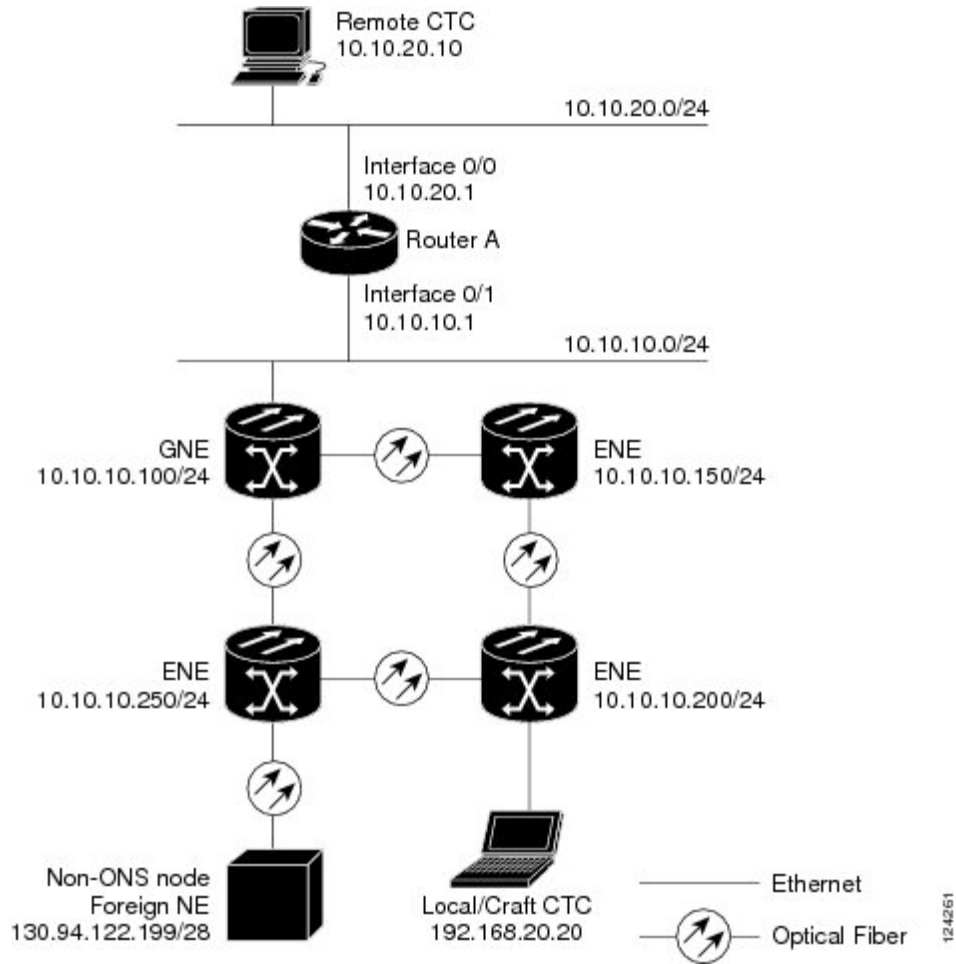 Remote CTC
10.10.20.10
10.10.20.0/24
Interface 0/0
10.10.20.1
Router A
Interface 0/1
10.10.10.1
10.10.10.0/24
GNE
10.10.10.100/24
ENE
10.10.10.150/24
ENE
10.10.10.250/24
ENE
10.10.10.200/24
Non-ONS node
Foreign NE
130.94.122.199/28
Local/Craft CTC
192.168.20.20
Ethernet
Optical Fiber
124261